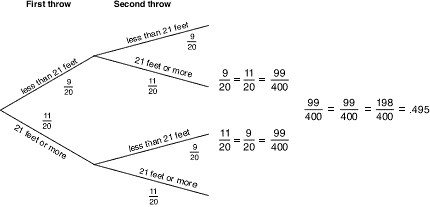 First throw Second throw
less than 21 feet
9/20
less than 21 feet
9/20
21 feet or more
11/20
9/20 = 11/20 = 99/400
11/20
21 feet or more
less than 21 feet
9/20
11/20 = 9/20 = 99/400
21 feet or more
11/20
99/400 = 99/400 = 198/400 = .495